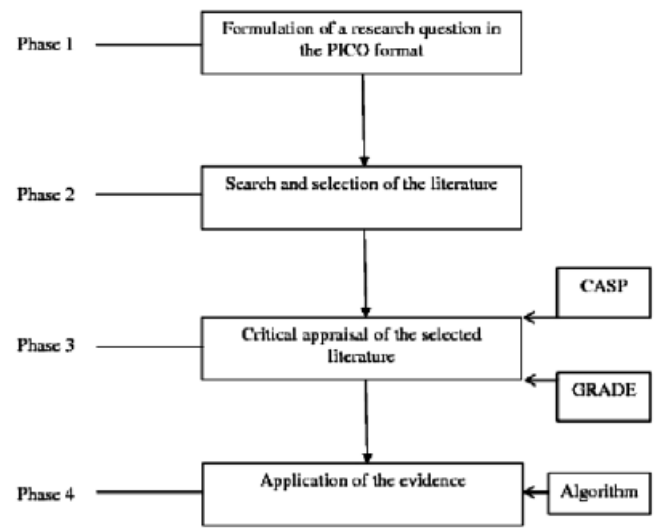 Phase 1
Formulation of a research question in
the PICO format
Phase 2
Search and selection of the literature
CASP
Phase 3
Critical appraisal of the selected
literature
GRADE
Phase 4
Application of the evidence
Algorithm